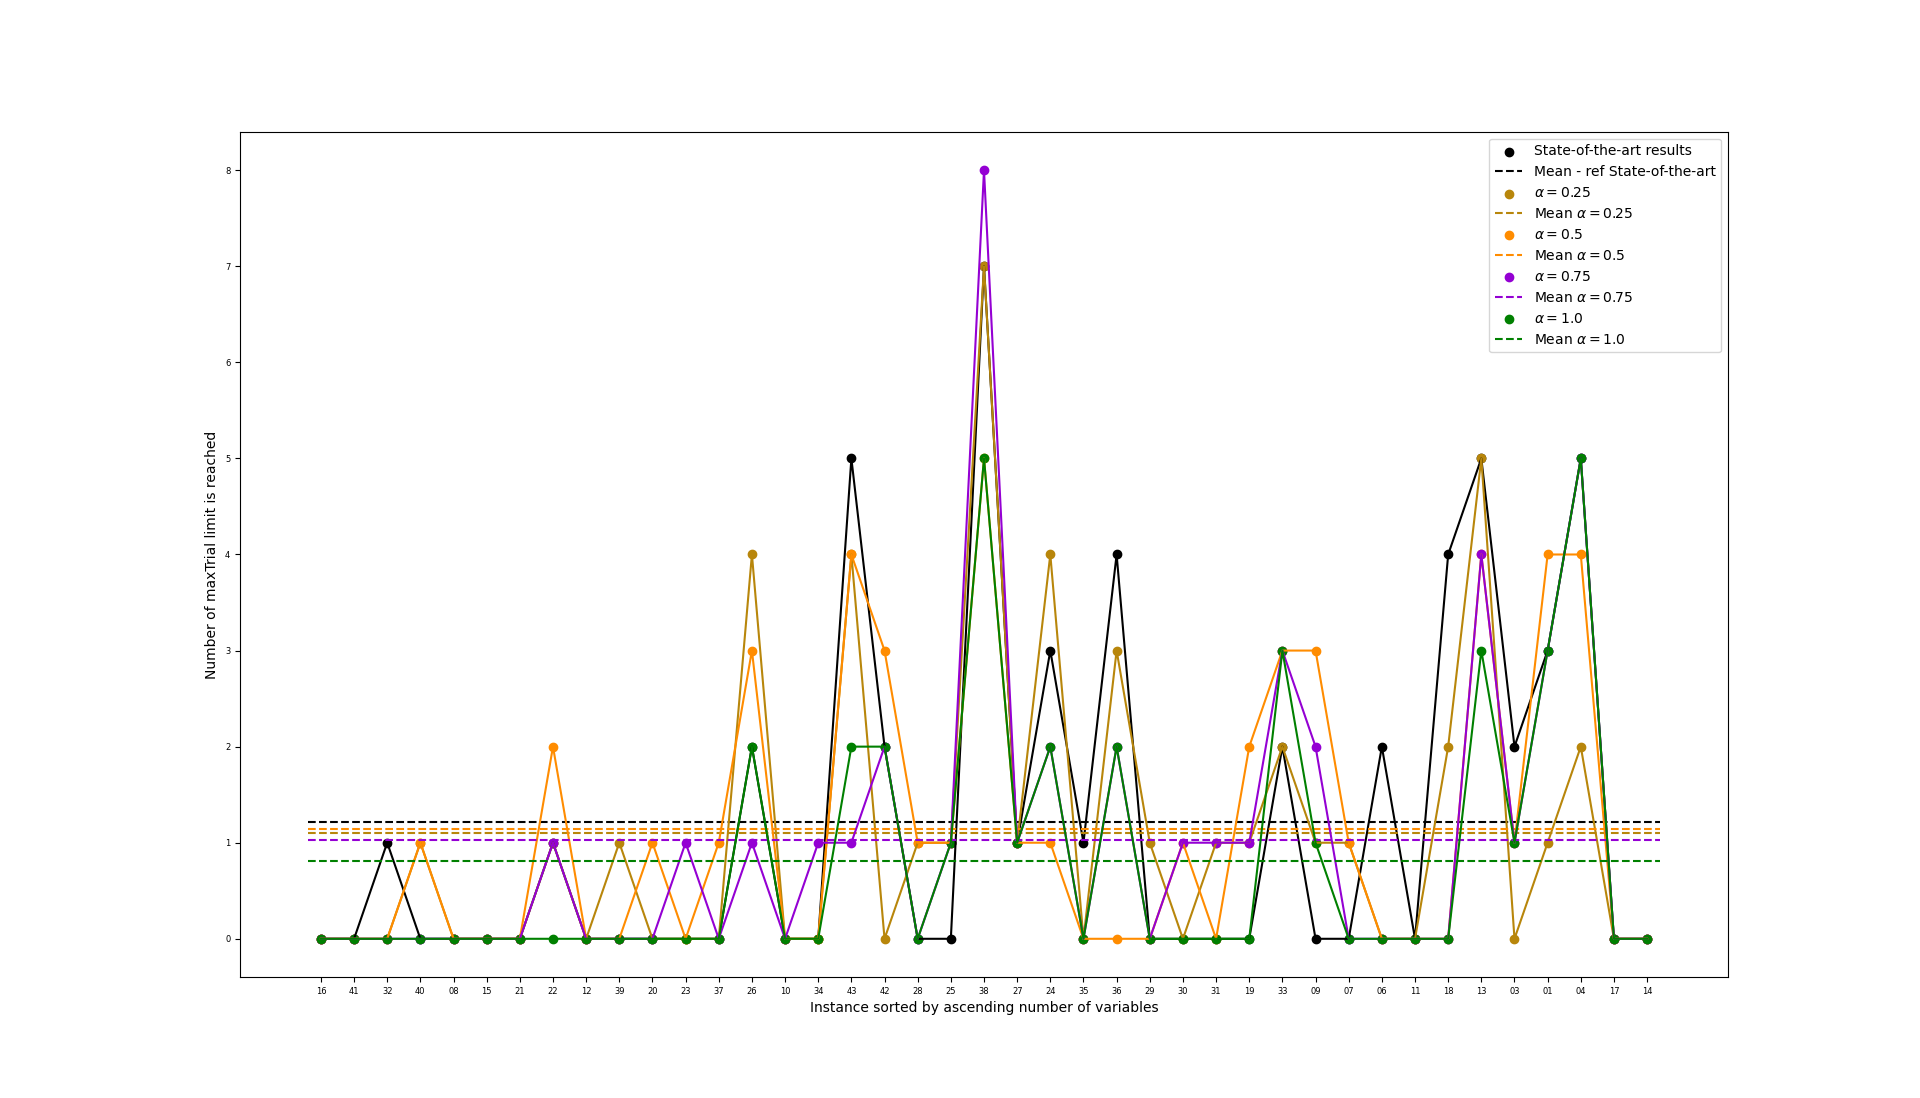 State-of-the-art results
Mean - ref State-of-the-art
α = 0.25
Mean α = 0.25
α = 0.5
Mean α = 0.5
α = 0.75
Mean α = 0.75
α = 1.0
Mean α = 1.0
Number of maxTrial limit is reached
8
7
6
5
4
3
2
1
0
16 41 32 40 08 15 21 22 12 39 20 23 37 26 10 34 43 42 28 25 38 27 24 35 36 29 30 31 19 33 09 07 06 11 18 13 03 01 04 17 14
Instance sorted by ascending number of variables